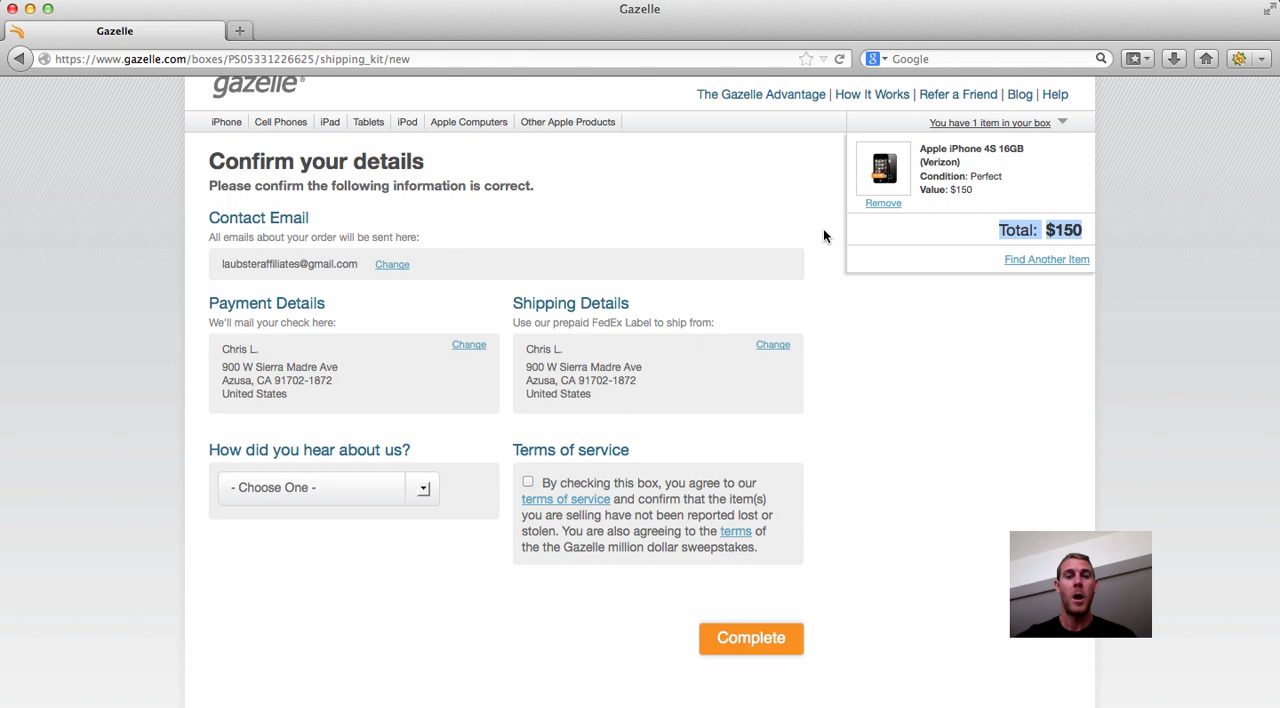 Gazelle
Gazelle
https://www.gazelle.com/boxes/PS05331226625/shipping_kit/new
Google
gazelle®
The Gazelle Advantage | How It Works | Refer a Friend | Blog | Help
iPhone Cell Phones iPad Tablets iPod Apple Computers Other Apple Products
You have 1 item in your box
Confirm your details
Please confirm the following information is correct.
Apple iPhone 4S 16GB
(Verizon)
Condition: Perfect
Value: $150
Remove
Total: $150
Find Another Item
Contact Email
All emails about your order will be sent here:
laubsteraffiliates@gmail.com Change
Payment Details
We'll mail your check here:
Chris L.
Change
900 W Sierra Madre Ave
Azusa, CA 91702-1872
United States
Shipping Details
Use our prepaid FedEx Label to ship from:
Chris L.
Change
900 W Sierra Madre Ave
Azusa, CA 91702-1872
United States
How did you hear about us?
- Choose One -
Terms of service
By checking this box, you agree to our
terms of service and confirm that the item(s)
you are selling have not been reported lost or
stolen. You are also agreeing to the terms of
the the Gazelle million dollar sweepstakes.
Complete